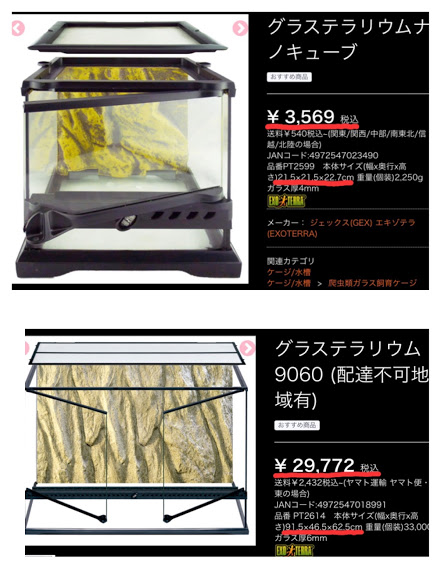 グラステラリウムナ
ノキューブ
おすすめ商品
¥ 3,569 税込
送料￥540税込~(関東/関西/中部/南東北/信
越/北陸の場合)
JANコード:4972547023490
品番PT2599　本体サイズ(幅x奥行x高
さ)21.5x21.5x22.7cm 重量(個装)2,250g
ガラス厚4mm
EXO TERRA
メーカー： ジェックス(GEX) エキゾテラ
(EXOTERRA)
関連カテゴリ
ケージ/水槽
ケージ/水槽 > 爬虫類ガラス飼育ケージ
グラステラリウム
9060 (配達不可地
域有)
おすすめ商品
¥ 29,772 税込
送料￥2,432税込~(ヤマト運輸 ヤマト便・
東の場合)
JANコード:4972547018991
品番 PT2614　本体サイズ(幅x奥行x高
さ)91.5x46.5x62.5cm 重量(個装)33,00
ガラス厚6mm
EXO TERRA